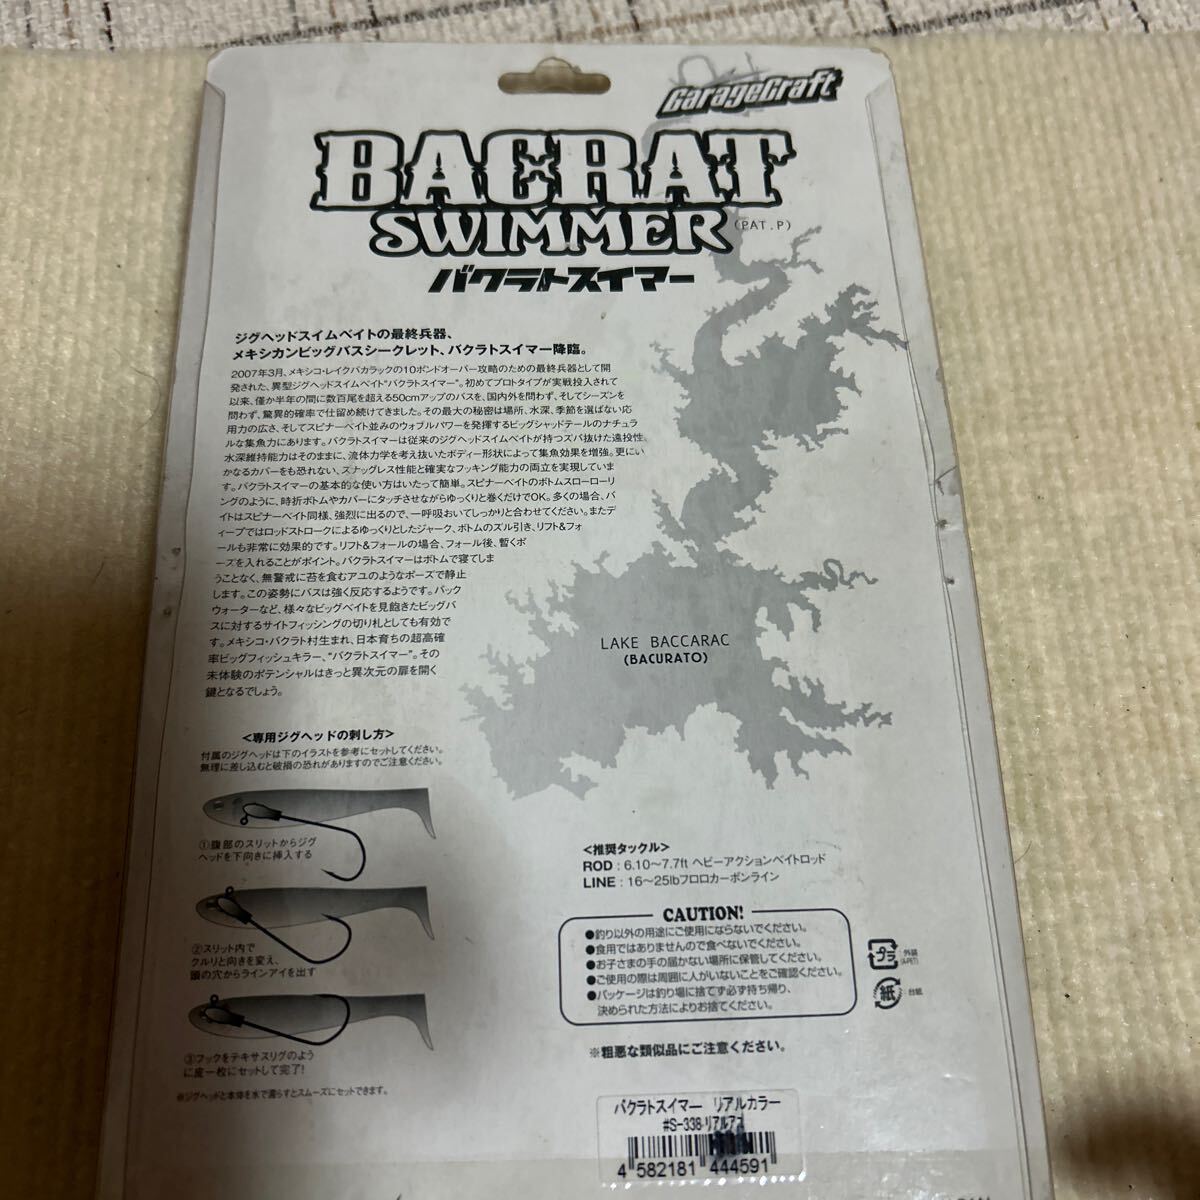 GarageCraft
BACRAT
SWIMMER
(PAT.P)
バクラトスイマー
ジグヘッドスイムベイトの最終兵器、
メキシカンビッグバスシークレット、バクラトスイマー降臨。
2007年3月、メキシコ・レイクバカラックの10ポンドオーバー攻略のための最終兵器として開
発された、異型ジグヘッドスイムベイト"バクラトスイマー"。初めてプロトタイプが実戦投入されて
以来、僅か半年の間に数百尾を超える50cmアップのバスを、国内外を問わず、そしてシーズンを
問わず、驚異的確率で仕留め続けてきました。その最大の秘密は場所、水深、季節を選ばない応
用力の広さ、そしてスピナーベイト並みのウォブルパワーを発揮するビッグシャッドテールのナチュラ
ルな集魚力にあります。バクラトスイマーは従来のジグヘッドスイムベイトが持つズバ抜けた遠投性、
水深維持能力はそのままに、流体力学を考え抜いたボディー形状によって集魚効果を増強。更にい
かなるカバーをも恐れない、スナッグレス性能と確実なフッキング能力の両立を実現していま
す。バクラトスイマーの基本的な使い方はいたって簡単。スピナーベイトのボトムスローローリ
ングのように、時折ボトムやカバーにタッチさせながらゆっくりと巻くだけでOK。多くの場合、バ
イトはスピナーベイト同様、強烈に出るので、一呼吸おいてしっかりと合わせてください。またデ
ィープではロッドストロークによるゆっくりとしたジャーク、ボトムのズル引き、リフト&フォ
ールも非常に効果的です。リフト&フォールの場合、フォール後、暫くポ
ーズを入れることがポイント。バクラトスイマーはボトムで寝てしま
うことなく、無警戒に苔を食むアユのようなポーズで静止
します。この姿勢にバスは強く反応するようです。バック
ウォーターなど、様々なビッグベイトを見飽きたビッグバ
スに対するサイトフィッシングの切り札としても有効で
す。メキシコ・バクラト村生まれ、日本育ちの超高確
率ビッグフィッシュキラー、"バクラトスイマー"。その
未体験のポテンシャルはきっと異次元の扉を開く
鍵となるでしょう。
LAKE BACCARAC
(BACURATO)
<専用ジグヘッドの刺し方>
付属のジグヘッドは下のイラストを参考にセットしてください。
無理に差し込むと破損の恐れがありますのでご注意ください。
①腹部のスリットからジグ
ヘッドを下向きに挿入する
②スリット内で
クルリと向きを変え、
頭の穴からラインアイを出す
③フックをテキサスリグのよう
に皮一枚にセットして完了!
※ジグヘッドと本体を水で濡らすとスムーズにセットできます。
<推奨タックル>
ROD : 6.10〜7.7ft ヘビーアクションベイトロッド
LINE : 16〜25lbフロロカーボンライン
CAUTION!
●釣り以外の用途にご使用にならないでください。
●食用ではありませんので食べないでください。
●お子さまの手の届かない場所に保管してください。
●ご使用の際は周囲に人がいないことをご確認ください。
●パッケージは釣り場に捨てず必ず持ち帰り、
決められた方法によりお捨てください。
プラ
外装
(A-PET)
紙
台紙
※粗悪な類似品にご注意ください。
バクラトスイマー リアルカラー
#S-338 リアルアユ
4 582181 444591